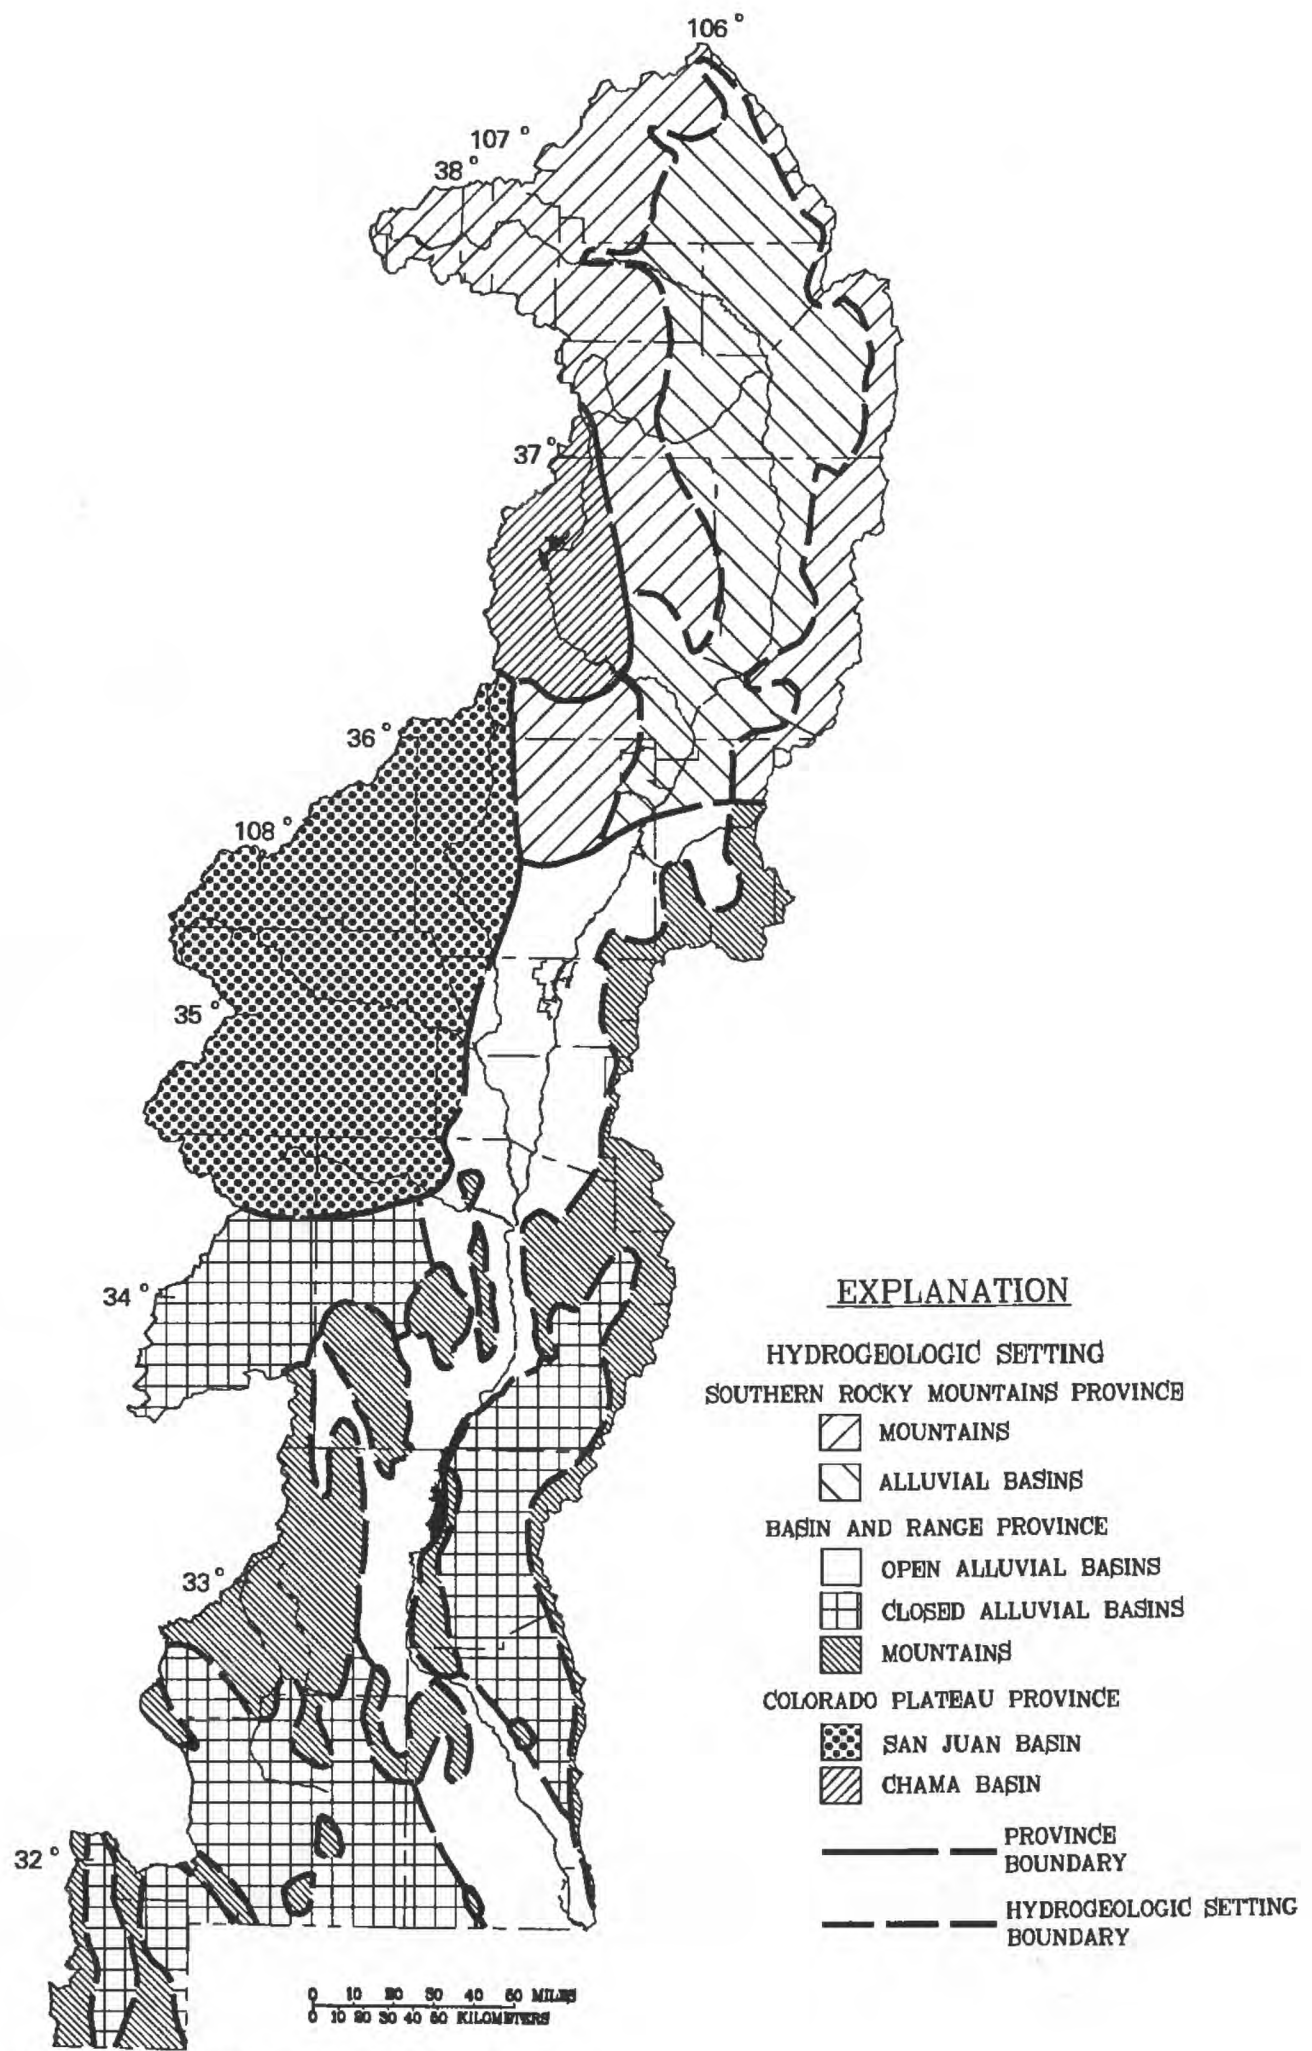 106°
107°
38°
37°
36°
108°
35°
34°
33°
32°
EXPLANATION
HYDROGEOLOGIC SETTING
SOUTHERN ROCKY MOUNTAINS PROVINCE
MOUNTAINS
ALLUVIAL BASINS
BASIN AND RANGE PROVINCE
OPEN ALLUVIAL BASINS
CLOSED ALLUVIAL BASINS
MOUNTAINS
COLORADO PLATEAU PROVINCE
SAN JUAN BASIN
CHAMA BASIN
PROVINCE
BOUNDARY
HYDROGEOLOGIC SETTING
BOUNDARY
0 10 20 30 40 50 MILES
0 10 20 30 40 50 KILOMETERS